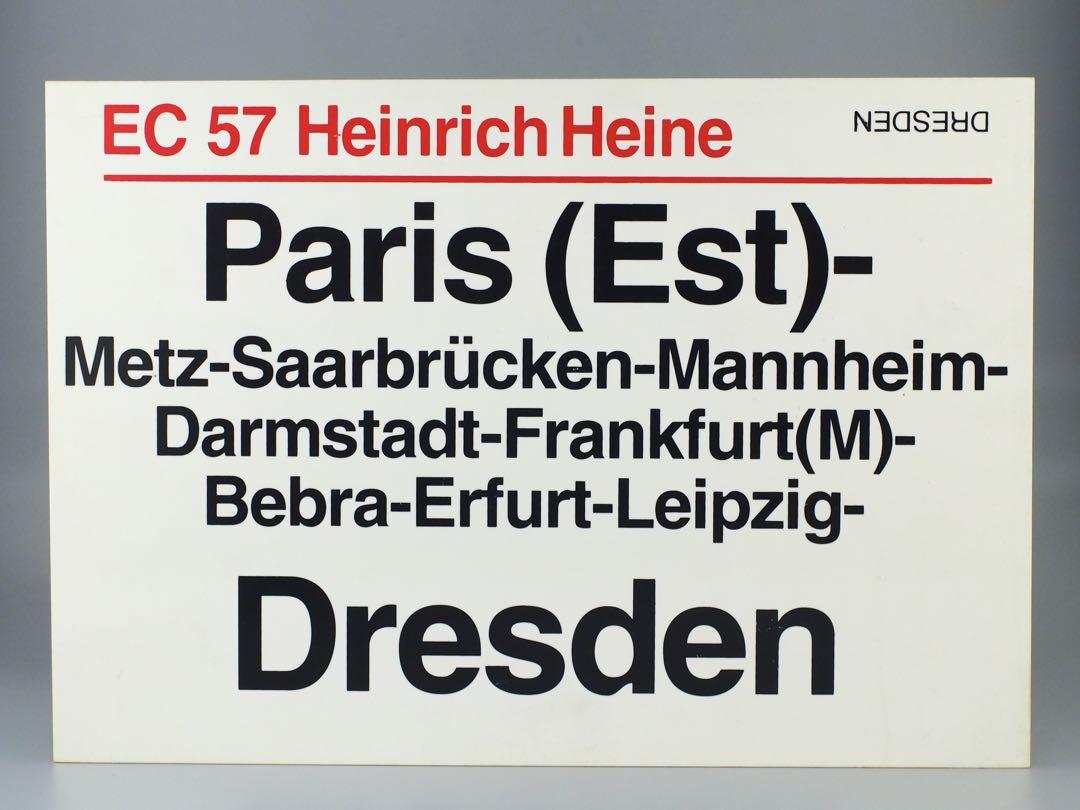 EC 57 Heinrich Heine
DRESDEN
Paris (Est)-
Metz-Saarbrücken-Mannheim-
Darmstadt-Frankfurt(M)-
Bebra-Erfurt-Leipzig-
Dresden